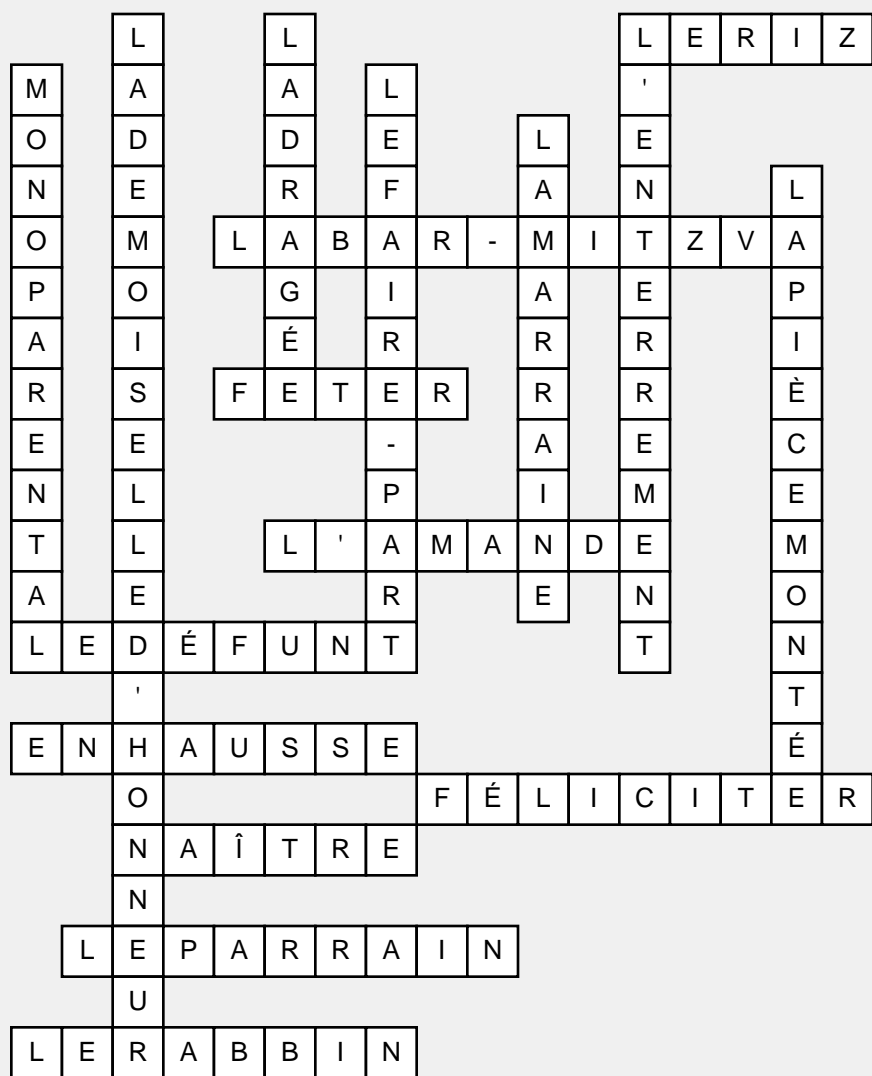 LADEMOISELLED'HONNEUR
LADRAGÉE
L'ENTERREMENT
LERIZ
MONOPARENTAL
LEFAIRE-PART
LAMARRAINE
LAPIÈCEMONTÉE
LABAR-MITZVA
FETER
L'AMANDE
LEDÉFUNT
ENHAUSSE
FÉLICITER
NAÎTRE
LEPARRAIN
LERABBIN